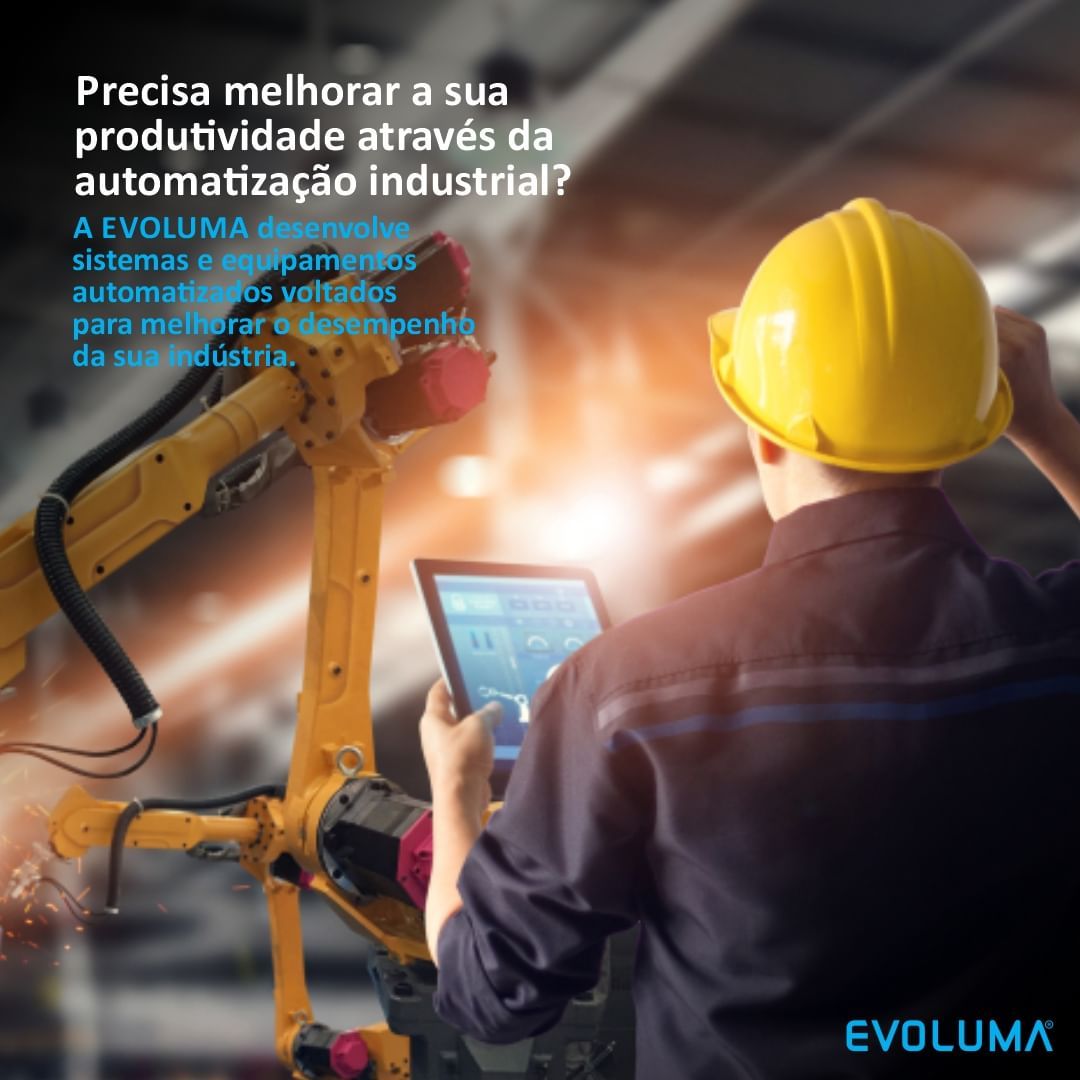 Precisa melhorar a sua
produtividade através da
automatização industrial?
A EVOLUMA desenvolve
sistemas e equipamentos
automatizados voltados
para melhorar o desempenho
da sua indústria.
EVOLUMA®